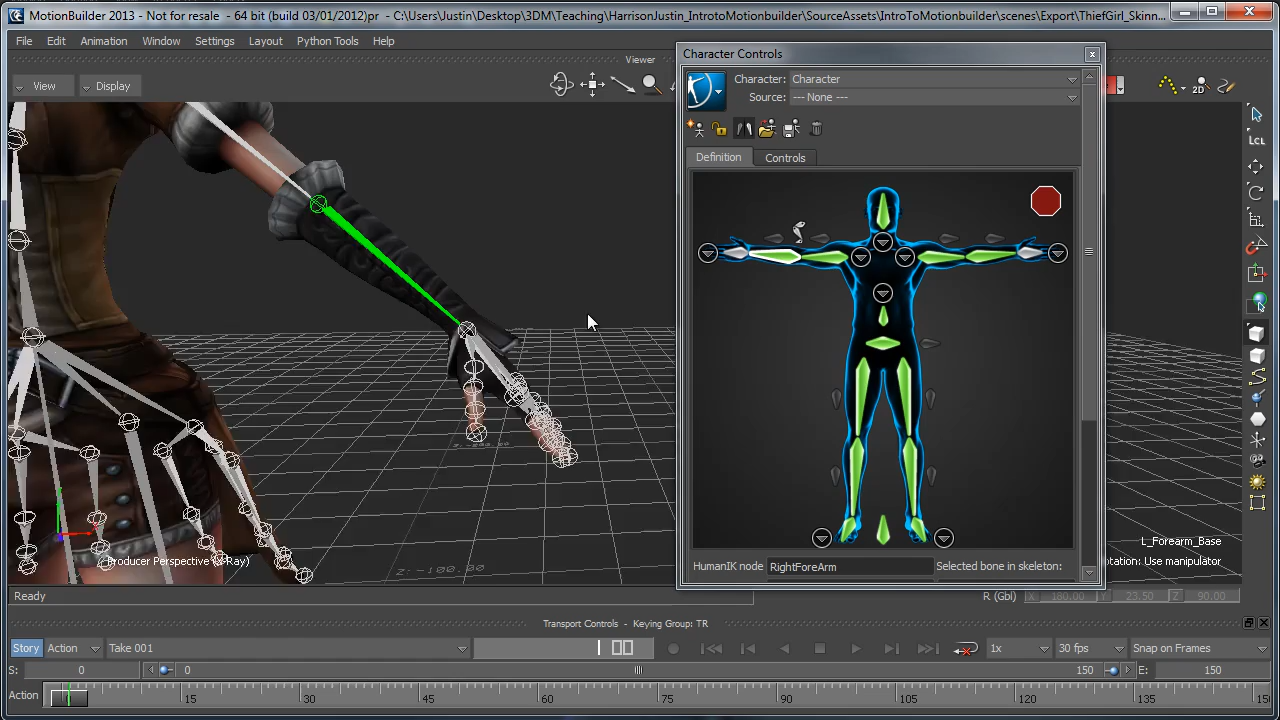 MotionBuilder 2013 - Not for resale - 64 bit (build 03/01/2012)pr - C:\Users\Justin\Desktop\3DM\Teaching\HarrisonJustin_IntrotoMotionbuilder\SourceAssets\IntroToMotionbuilder\scenes\Export\ThiefGirl_Skinn...
File Edit Animation Window Settings Layout Python Tools Help
Viewer
View Display
Character Controls
Character: Character
Source: --- None ---
Definition Controls
2D
LCL
HumanIK node RightForeArm Selected bone in skeleton:
L_Forearm_Base
otation: Use manipulator
Producer Perspective (X-Ray)
Z:-100.00
Ready
R (Gbl) X 180.00 Y 23.50 Z 90.00
Transport Controls - Keying Group: TR
Story Action Take 001 1x 30 fps Snap on Frames
S: 0 0 150 E: 150
Action 15 30 45 60 75 90 105 120 135 15